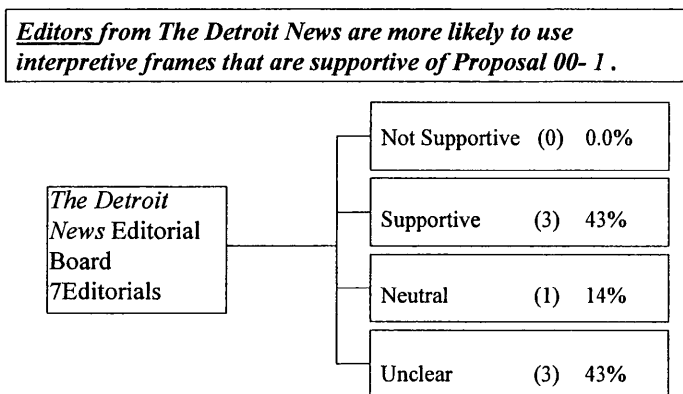 Editors from The Detroit News are more likely to use
interpretive frames that are supportive of Proposal 00- 1 .
Not Supportive (0) 0.0%
The Detroit
News Editorial
Board
7Editorials
Supportive (3) 43%
Neutral (1) 14%
Unclear (3) 43%